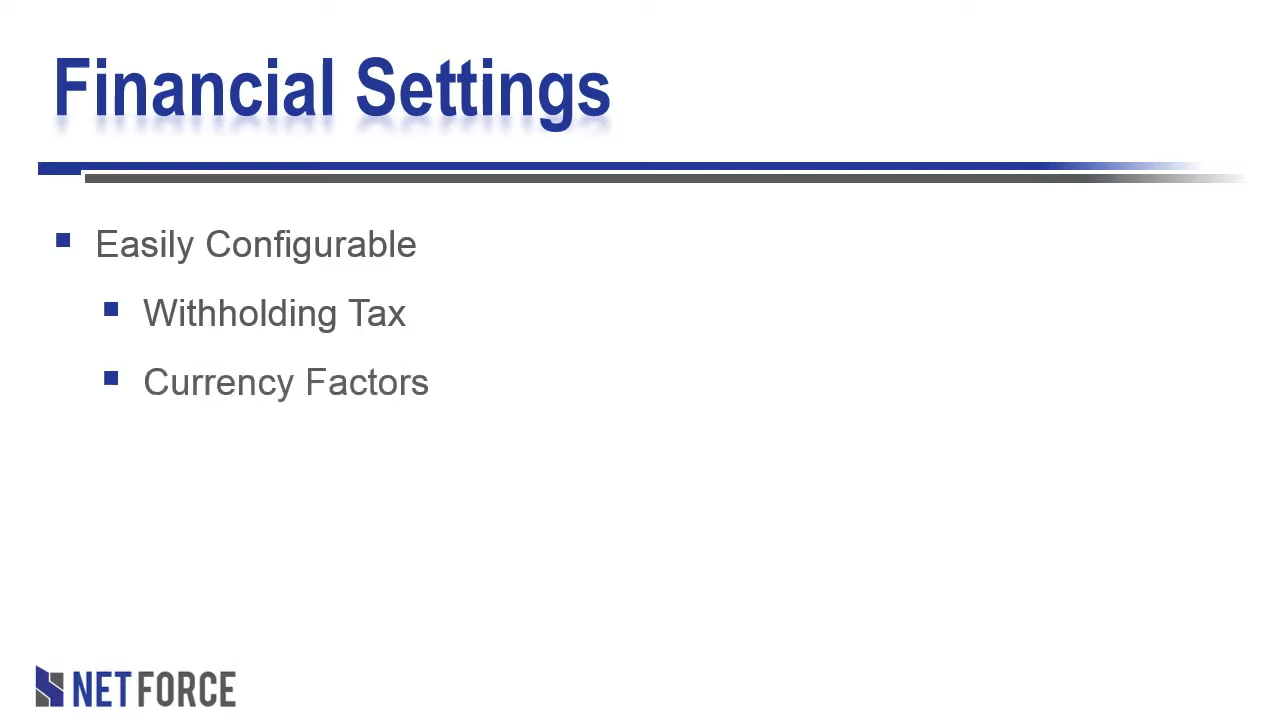 Financial Settings
Easily Configurable
Withholding Tax
Currency Factors
NETFORCE